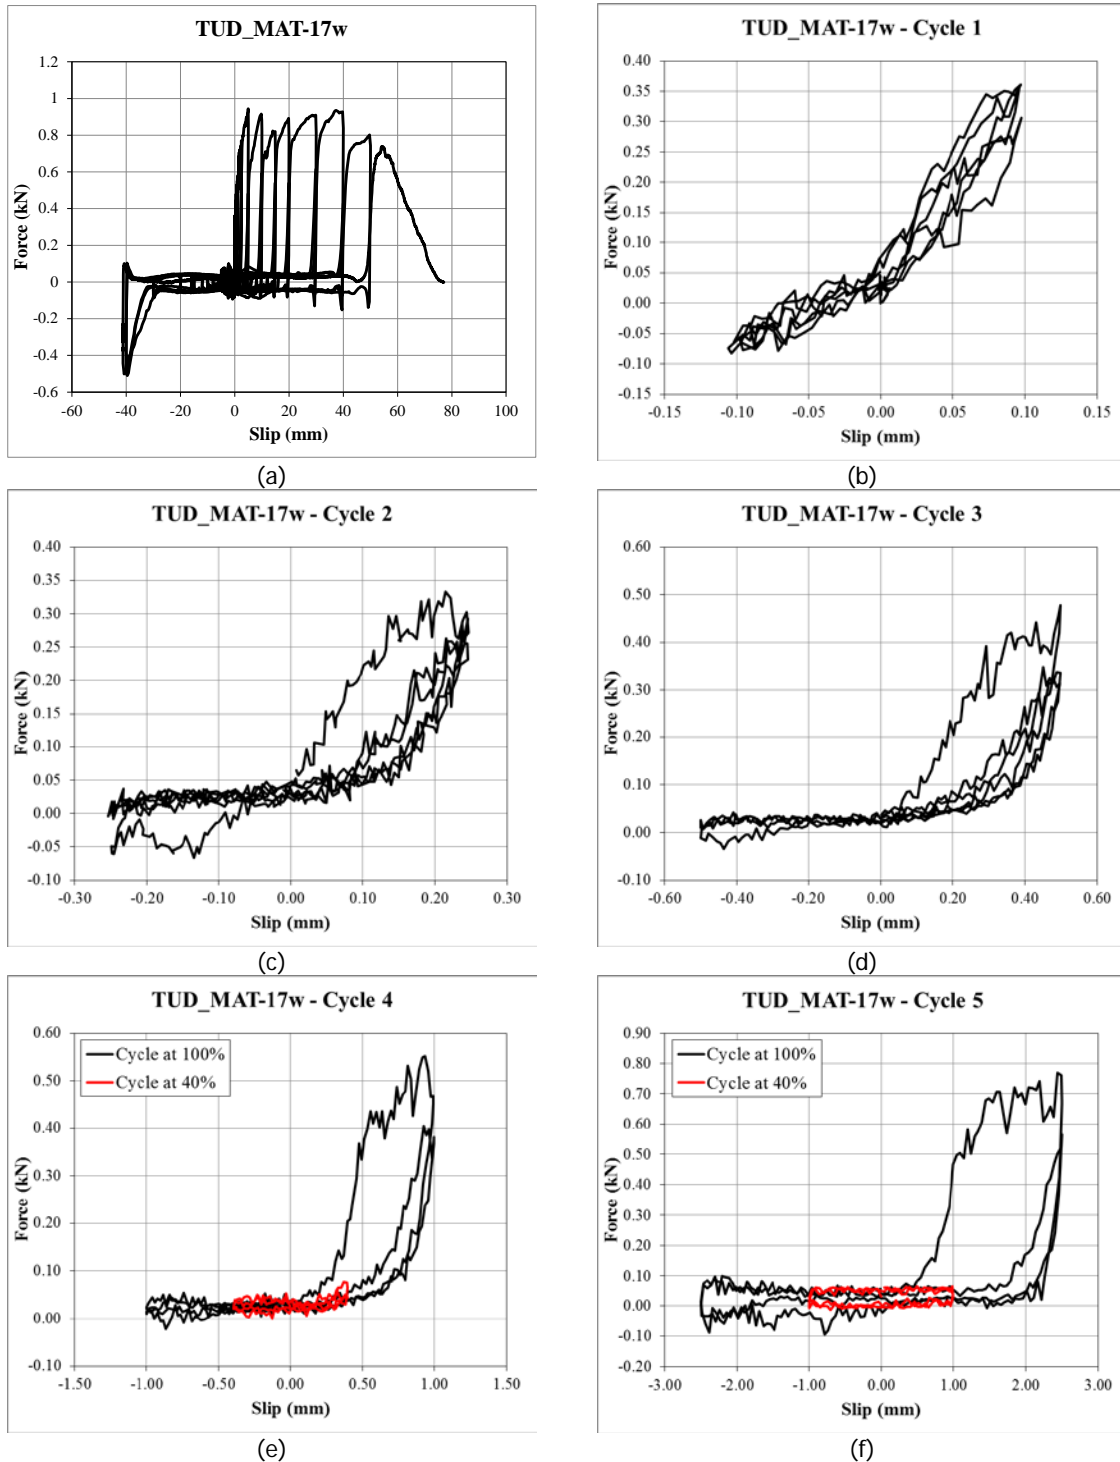 TUD_MAT-17w
1.2
1
0.8
0.6
0.4
0.2
0
-0.2
-0.4
-0.6
-60 -40 -20 0 20 40 60 80 100
Force (kN)
Slip (mm)
(a)
TUD_MAT-17w - Cycle 1
0.40
0.35
0.30
0.25
0.20
0.15
0.10
0.05
0.00
-0.05
-0.10
-0.15
-0.15 -0.10 -0.05 0.00 0.05 0.10 0.15
Force (kN)
Slip (mm)
(b)
TUD_MAT-17w - Cycle 2
0.40
0.35
0.30
0.25
0.20
0.15
0.10
0.05
0.00
-0.05
-0.10
-0.30 -0.20 -0.10 0.00 0.10 0.20 0.30
Force (kN)
Slip (mm)
(c)
TUD_MAT-17w - Cycle 3
0.60
0.50
0.40
0.30
0.20
0.10
0.00
-0.10
-0.60 -0.40 -0.20 0.00 0.20 0.40 0.60
Force (kN)
Slip (mm)
(d)
TUD_MAT-17w - Cycle 4
Cycle at 100%
Cycle at 40%
0.60
0.50
0.40
0.30
0.20
0.10
0.00
-0.10
-1.50 -1.00 -0.50 0.00 0.50 1.00 1.50
Force (kN)
Slip (mm)
(e)
TUD_MAT-17w - Cycle 5
Cycle at 100%
Cycle at 40%
0.90
0.80
0.70
0.60
0.50
0.40
0.30
0.20
0.10
0.00
-0.10
-0.20
-3.00 -2.00 -1.00 0.00 1.00 2.00 3.00
Force (kN)
Slip (mm)
(f)